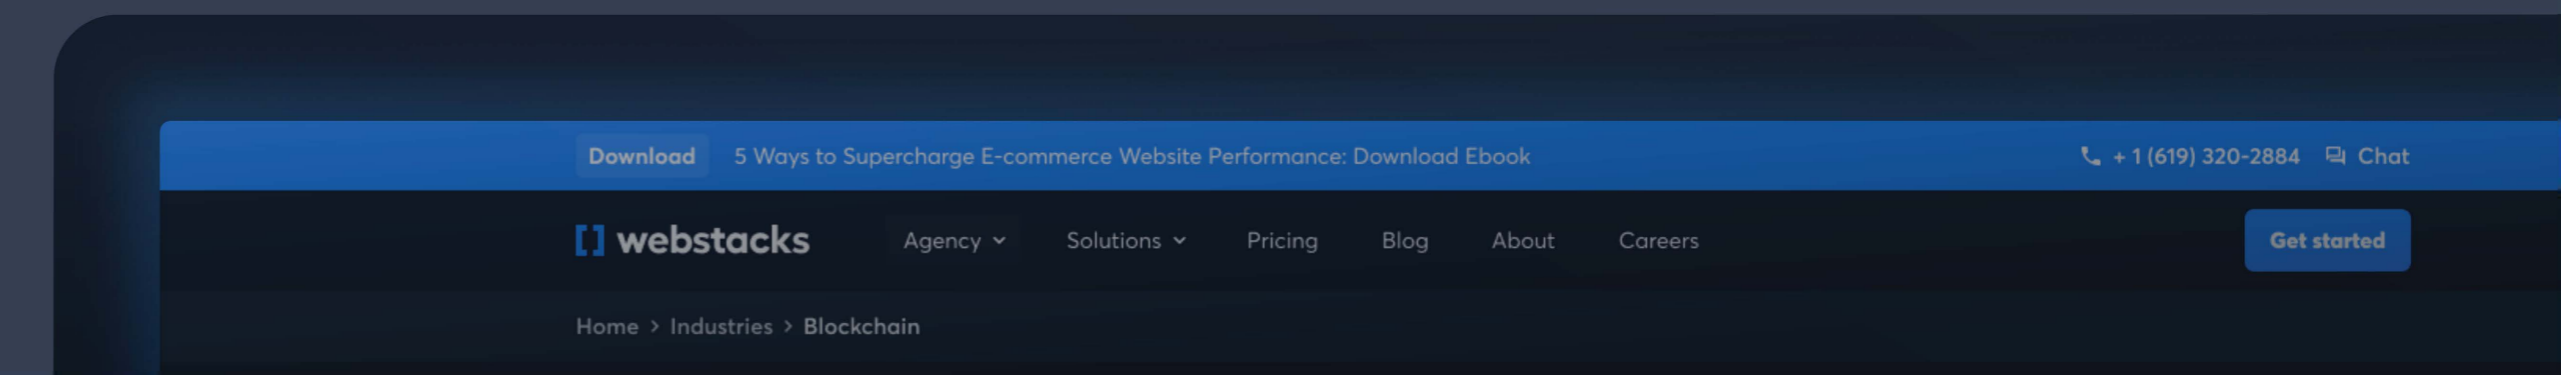 Download 5 Ways to Supercharge E-commerce Website Performance: Download Ebook + 1 (619) 320-2884 Chat
[] webstacks Agency Solutions Pricing Blog About Careers Get started
Home > Industries > Blockchain